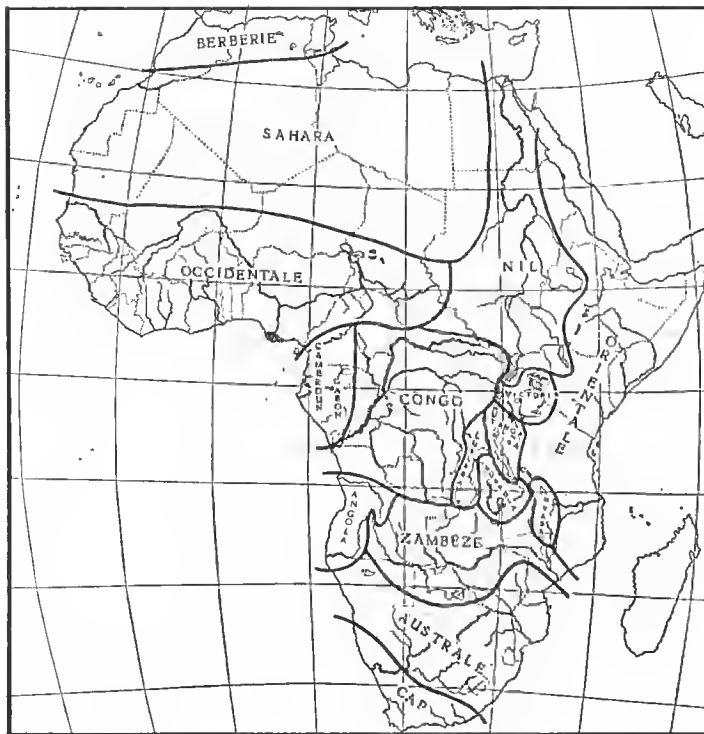 BERBERIE
SAHARA
OCCIDENTALE
NIL
ORIENTALE
CAMEROUN
GABON
CONGO
VICTORIA
ANGOLA
ZAMBEZE
AUSTRALE
CAP